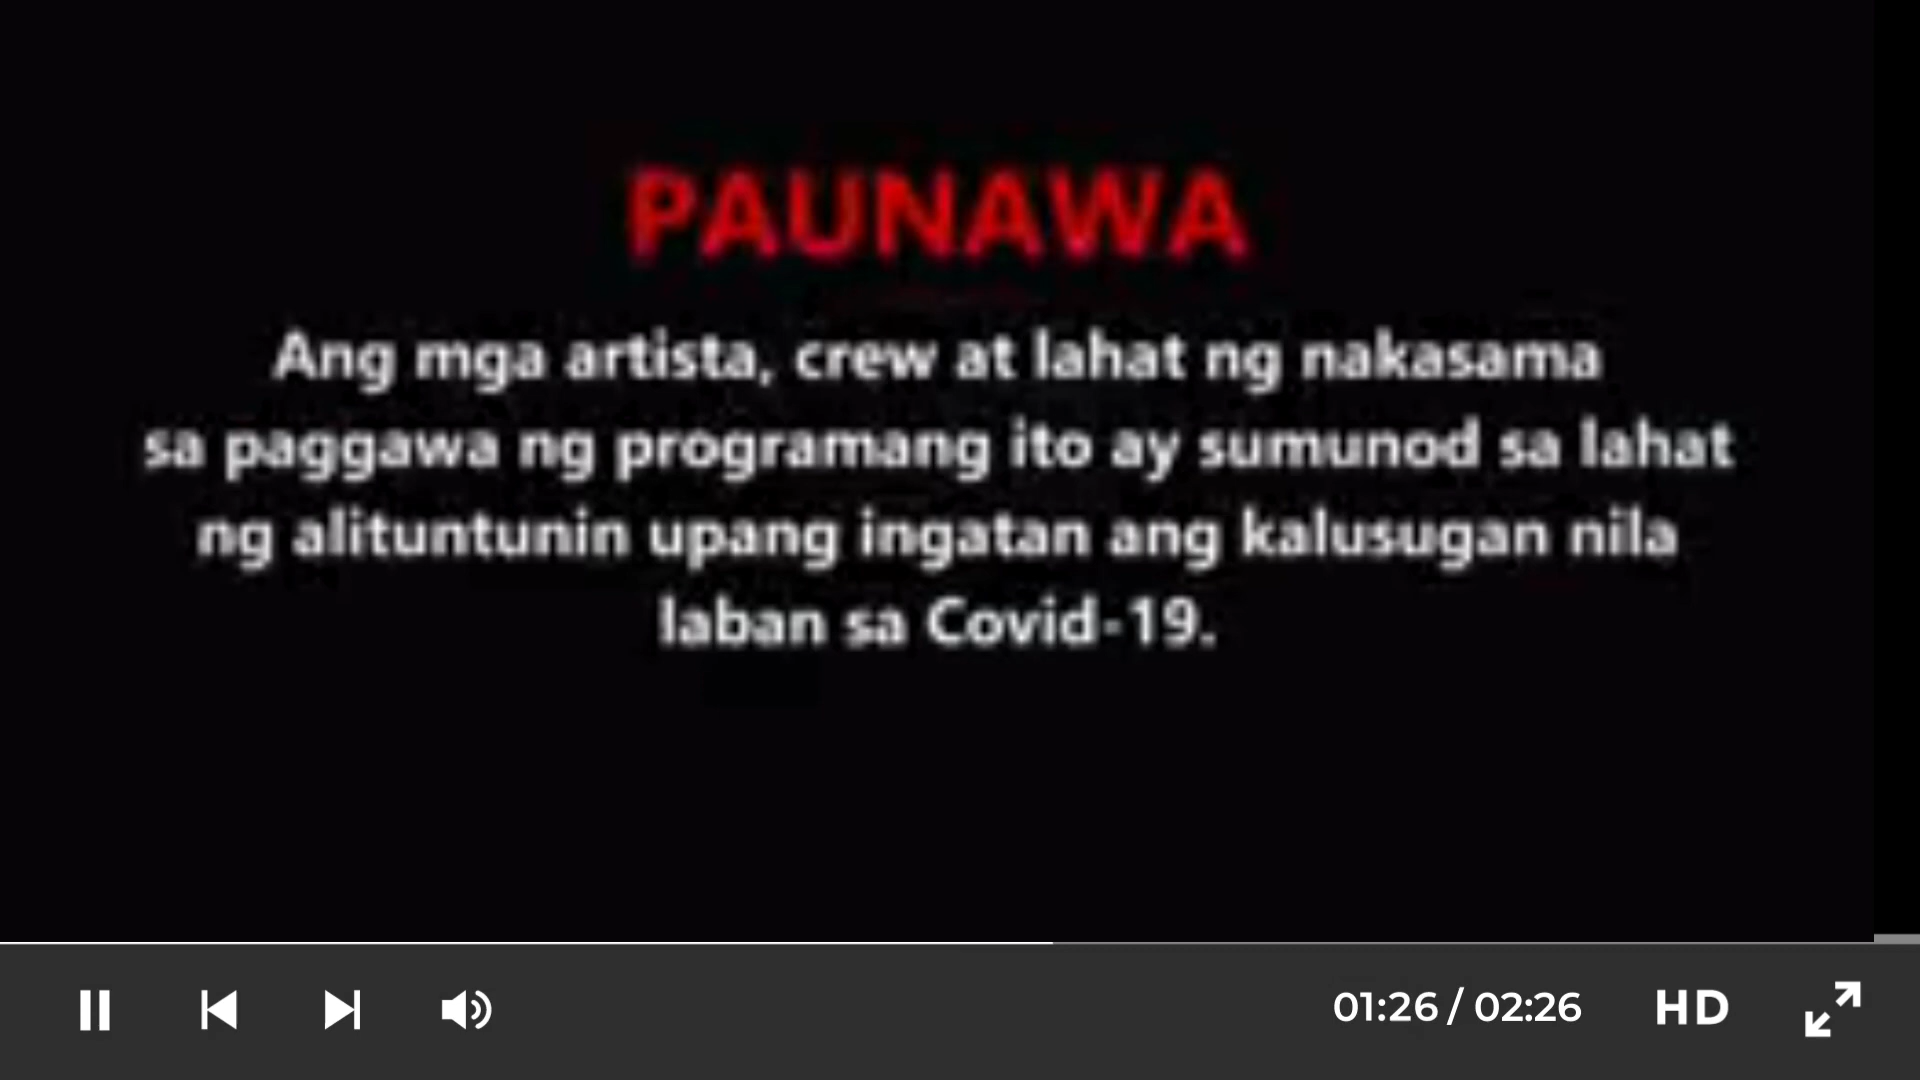 PAUNAWA
Ang mga artista, crew at lahat ng nakasama
sa paggawa ng programang ito ay sumunod sa lahat
ng alituntunin upang ingatan ang kalusugan nila
laban sa Covid-19.
01:26 / 02:26 HD